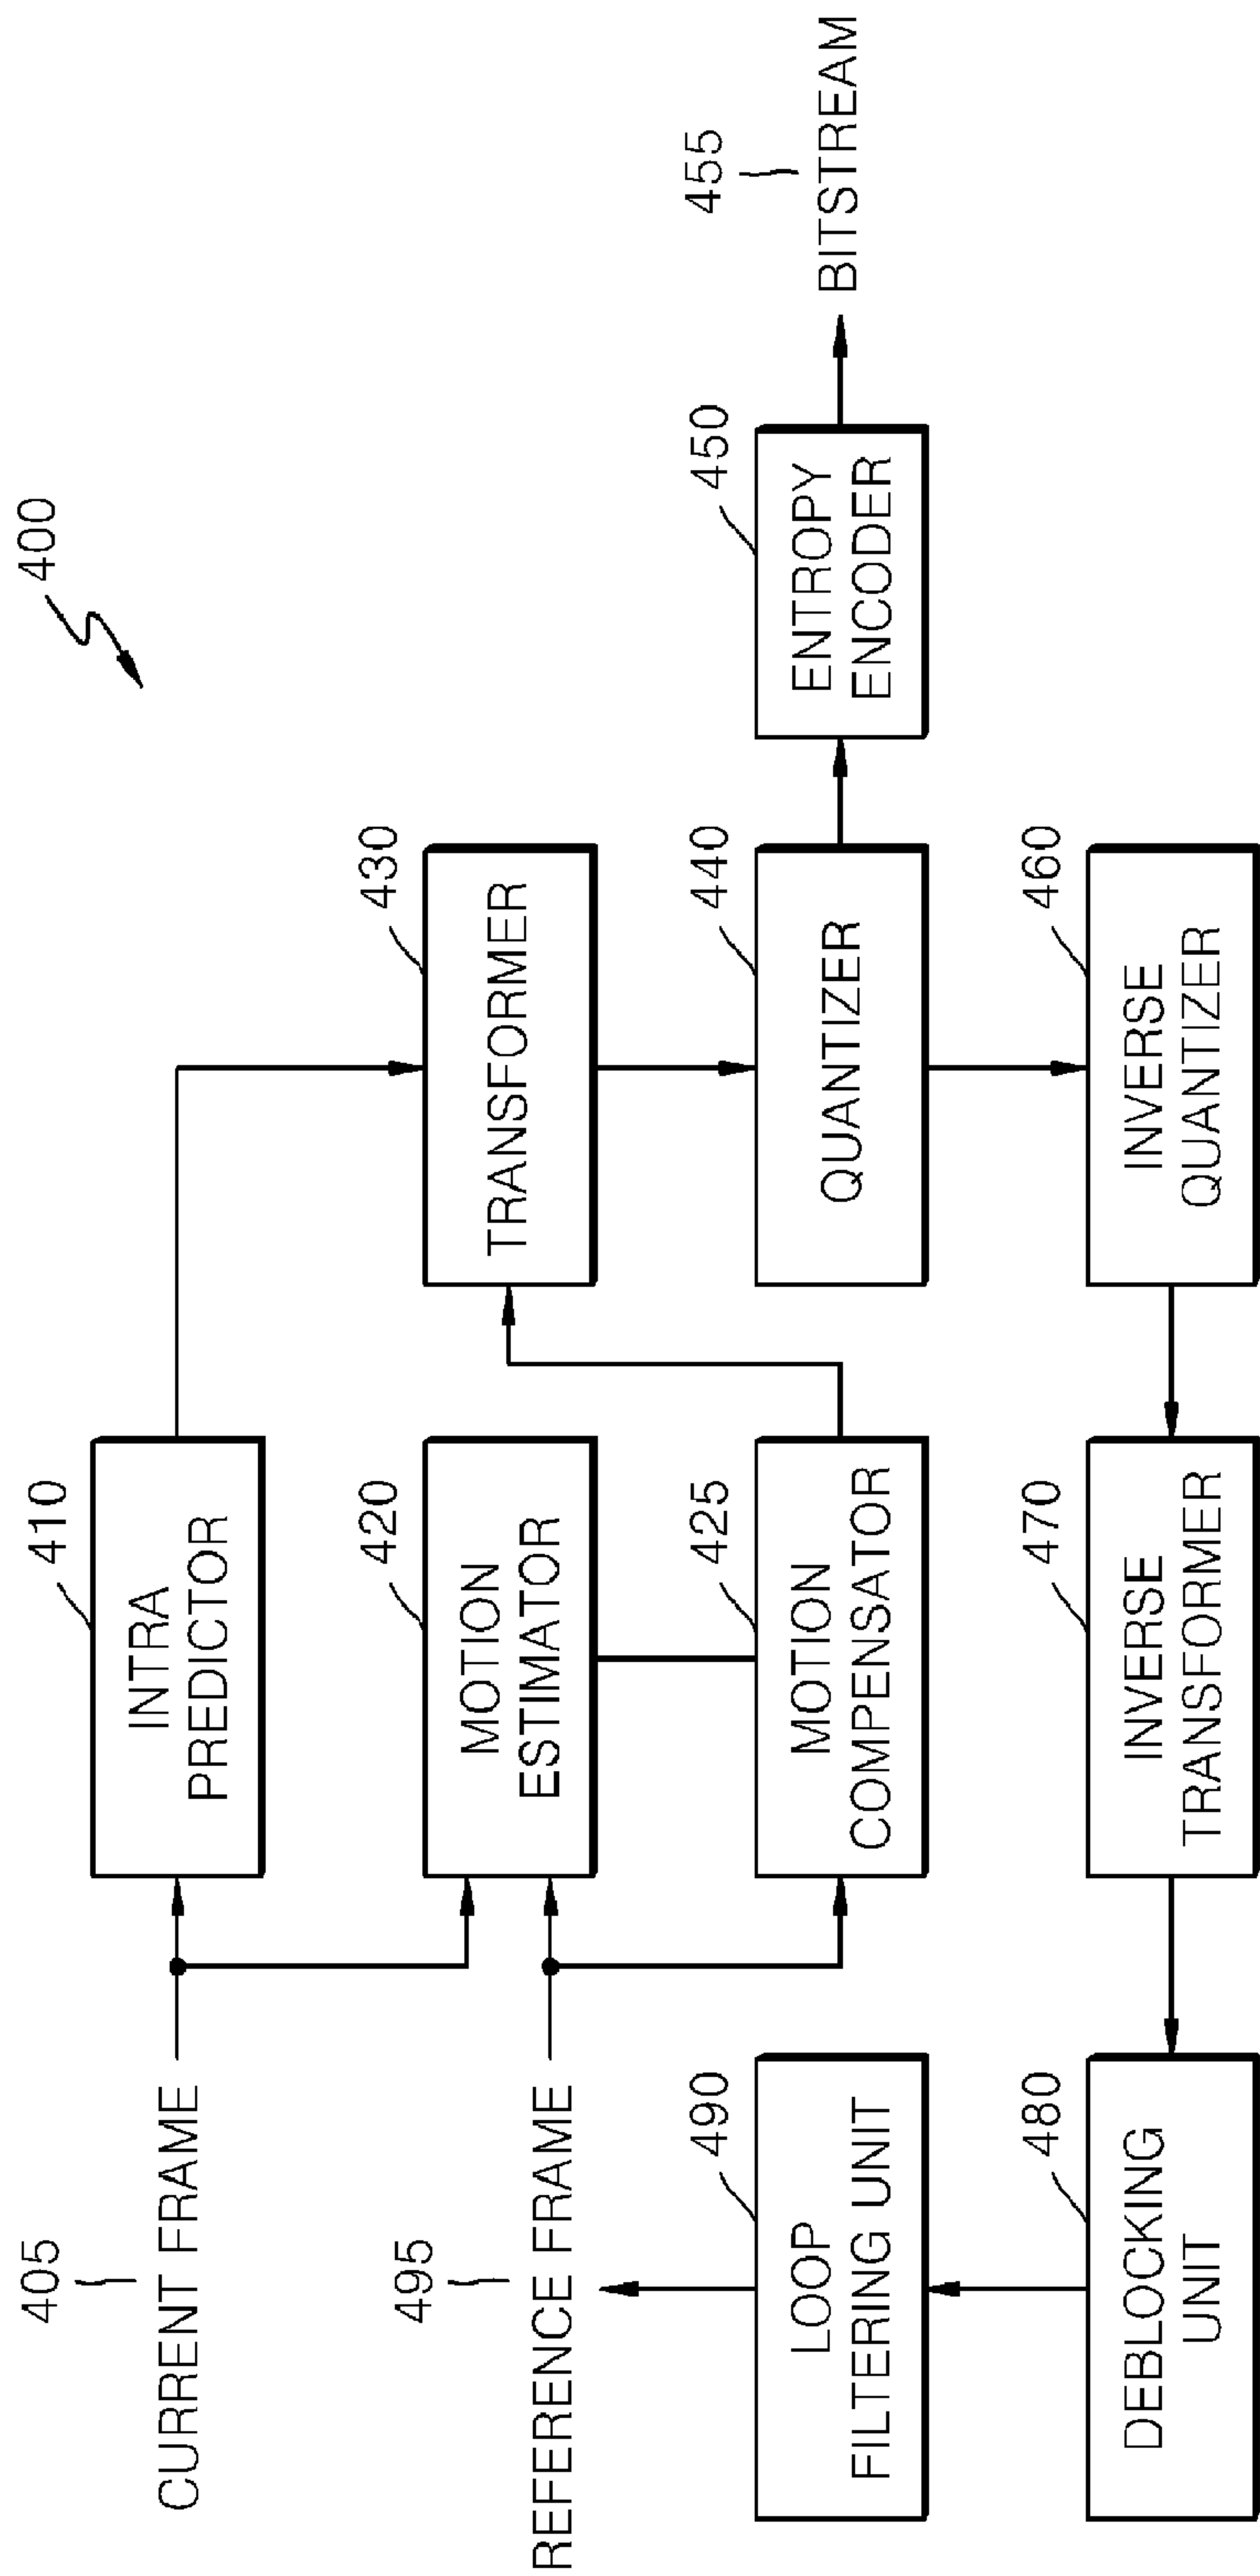 400
405
CURRENT FRAME
410
INTRA
PREDICTOR
495
REFERENCE FRAME
420
MOTION
ESTIMATOR
430
TRANSFORMER
490
LOOP
FILTERING UNIT
425
MOTION
COMPENSATOR
440
QUANTIZER
450
ENTROPY
ENCODER
455
BITSTREAM
480
DEBLOCKING
UNIT
470
INVERSE
TRANSFORMER
460
INVERSE
QUANTIZER